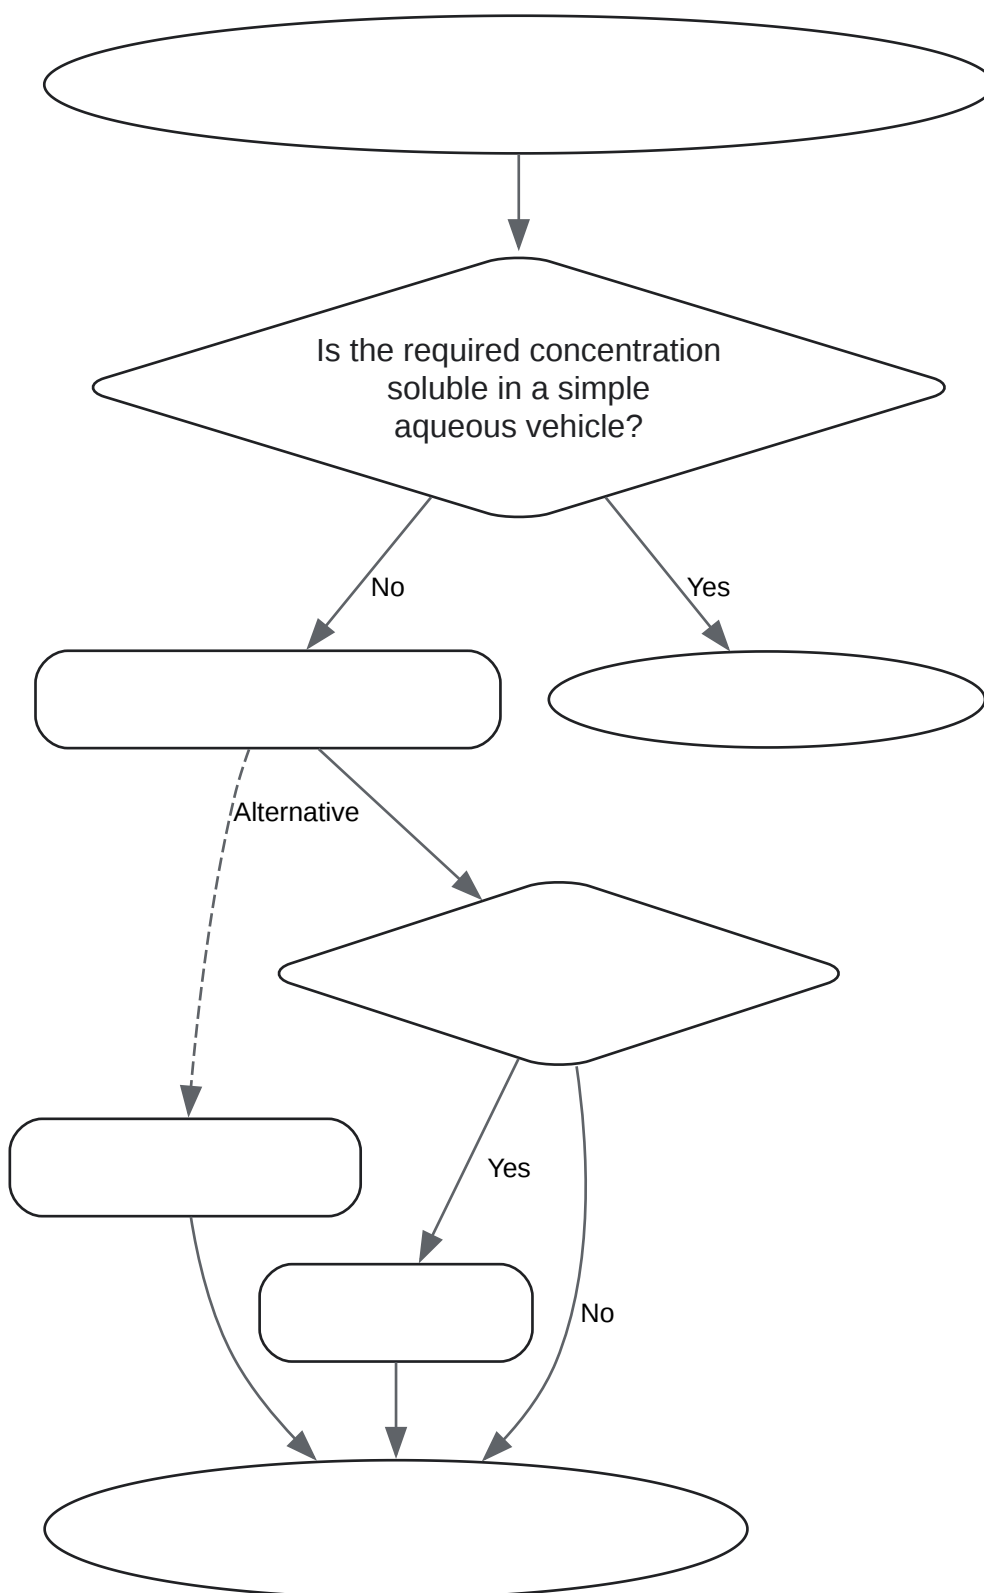 Is the required concentration
soluble in a simple
aqueous vehicle?
No
Yes
Alternative
Yes
No